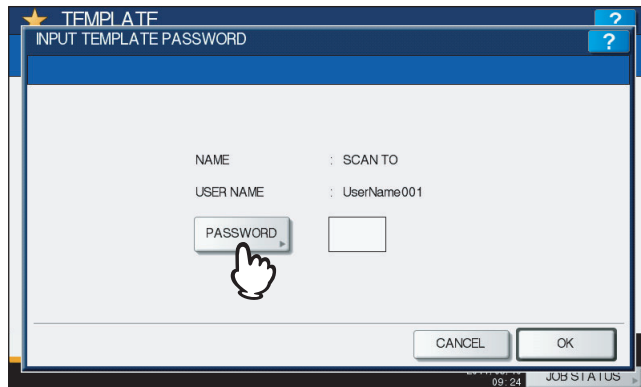 TEMPLATE
?
INPUT TEMPLATE PASSWORD
?
NAME : SCAN TO
USER NAME : UserName001
PASSWORD
CANCEL
OK
09:24
JOB STATUS